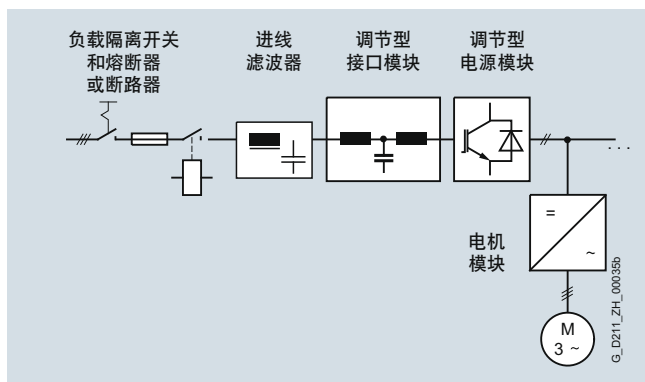 负载隔离开关
和熔断器
或断路器
进线
滤波器
调节型
接口模块
调节型
电源模块
...
=
~
电机
模块
M
3 ~
G_D211_ZH_00035b